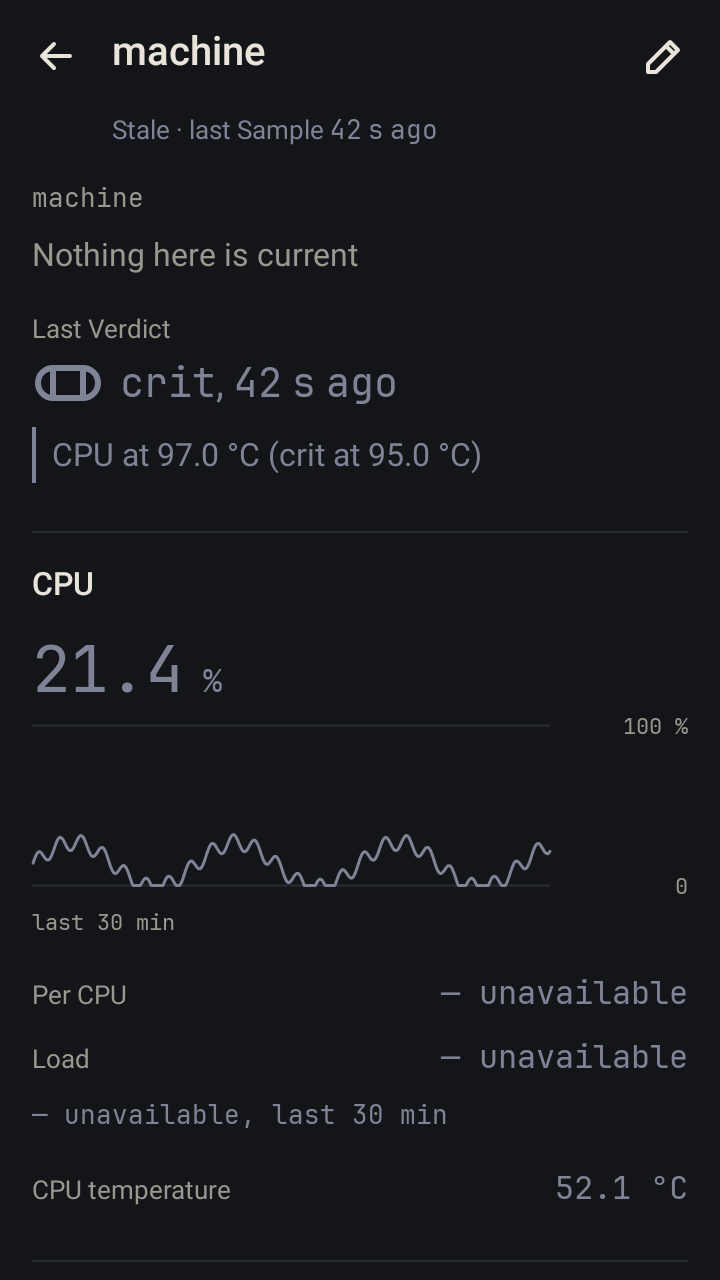 machine
Stale · last Sample 42 s ago
machine
Nothing here is current
Last Verdict
crit, 42 s ago
CPU at 97.0 °C (crit at 95.0 °C)
CPU
21.4 %
100 %
0
last 30 min
Per CPU — unavailable
Load — unavailable
— unavailable, last 30 min
CPU temperature 52.1 °C